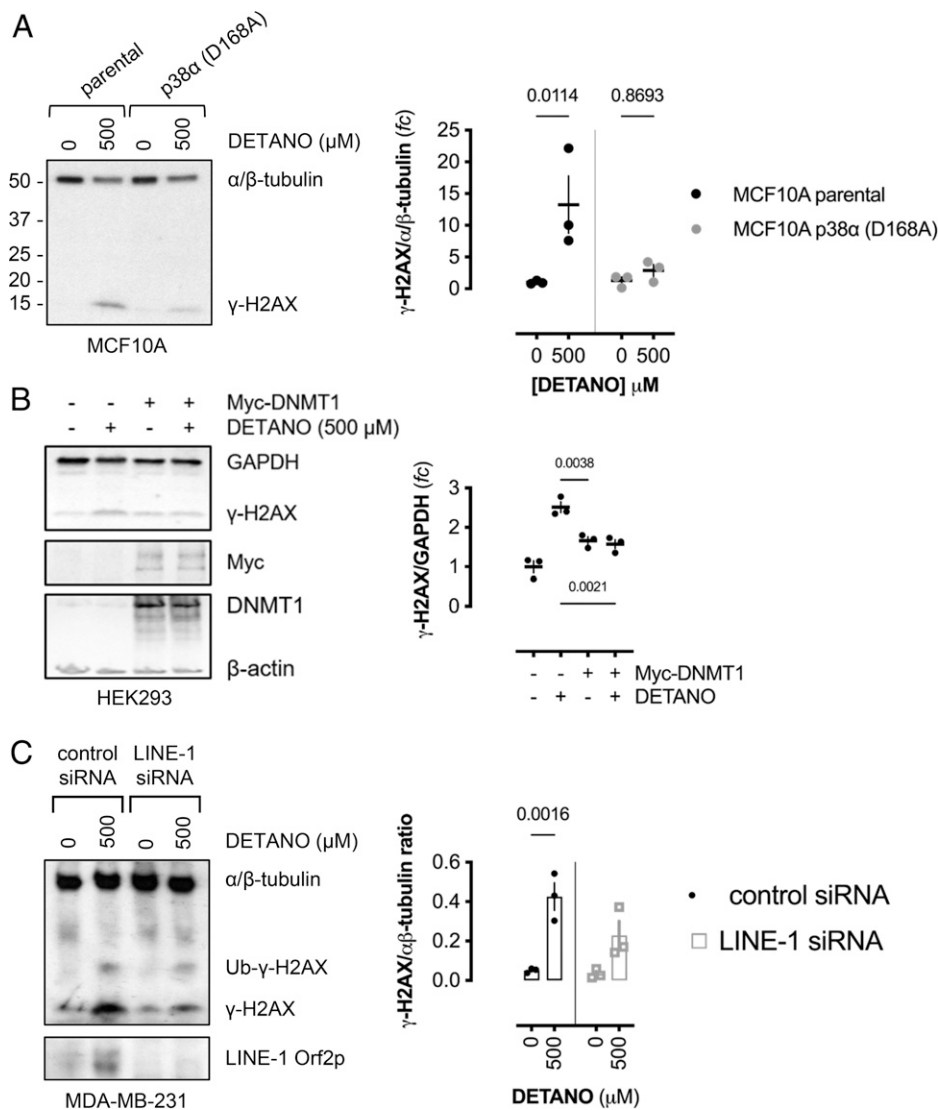 A
parental
p38α (D168A)
0 500 0 500 DETANO (μM)
50 -
37
25
20
15 -
α/β-tubulin
γ-H2AX
MCF10A
0.0114 0.8693
γ-H2AX/α/β-tubulin (fc)
25
20
15
10
5
0
0 500 0 500
[DETANO] μM
MCF10A parental
MCF10A p38α (D168A)
B
- - + + Myc-DNMT1
- + - + DETANO (500 μM)
GAPDH
γ-H2AX
Myc
DNMT1
β-actin
HEK293
0.0038
γ-H2AX/GAPDH (fc)
3
2
1
0
0.0021
- - + + Myc-DNMT1
- + - + DETANO
C
control siRNA
LINE-1 siRNA
0 500 0 500 DETANO (μM)
α/β-tubulin
Ub-γ-H2AX
γ-H2AX
LINE-1 Orf2p
MDA-MB-231
0.0016
γ-H2AX/αβ-tubulin ratio
0.6
0.4
0.2
0.0
0 500 0 500
DETANO (μM)
control siRNA
LINE-1 siRNA